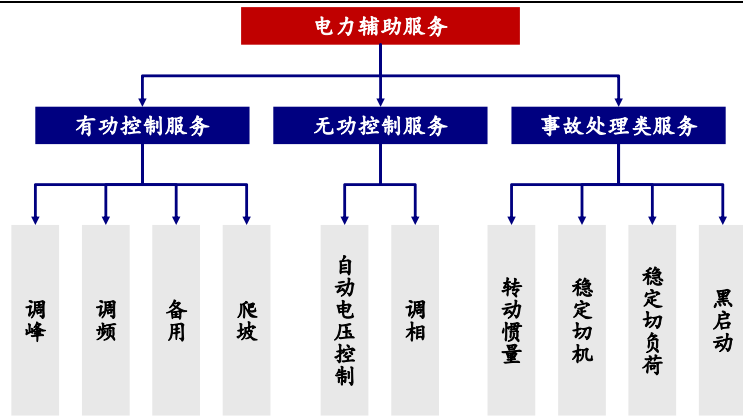 电力辅助服务
有功控制服务
无功控制服务
事故处理类服务
调峰
调频
备用
爬坡
自动电压控制
调相
转动惯量
稳定切机
稳定切负荷
黑启动